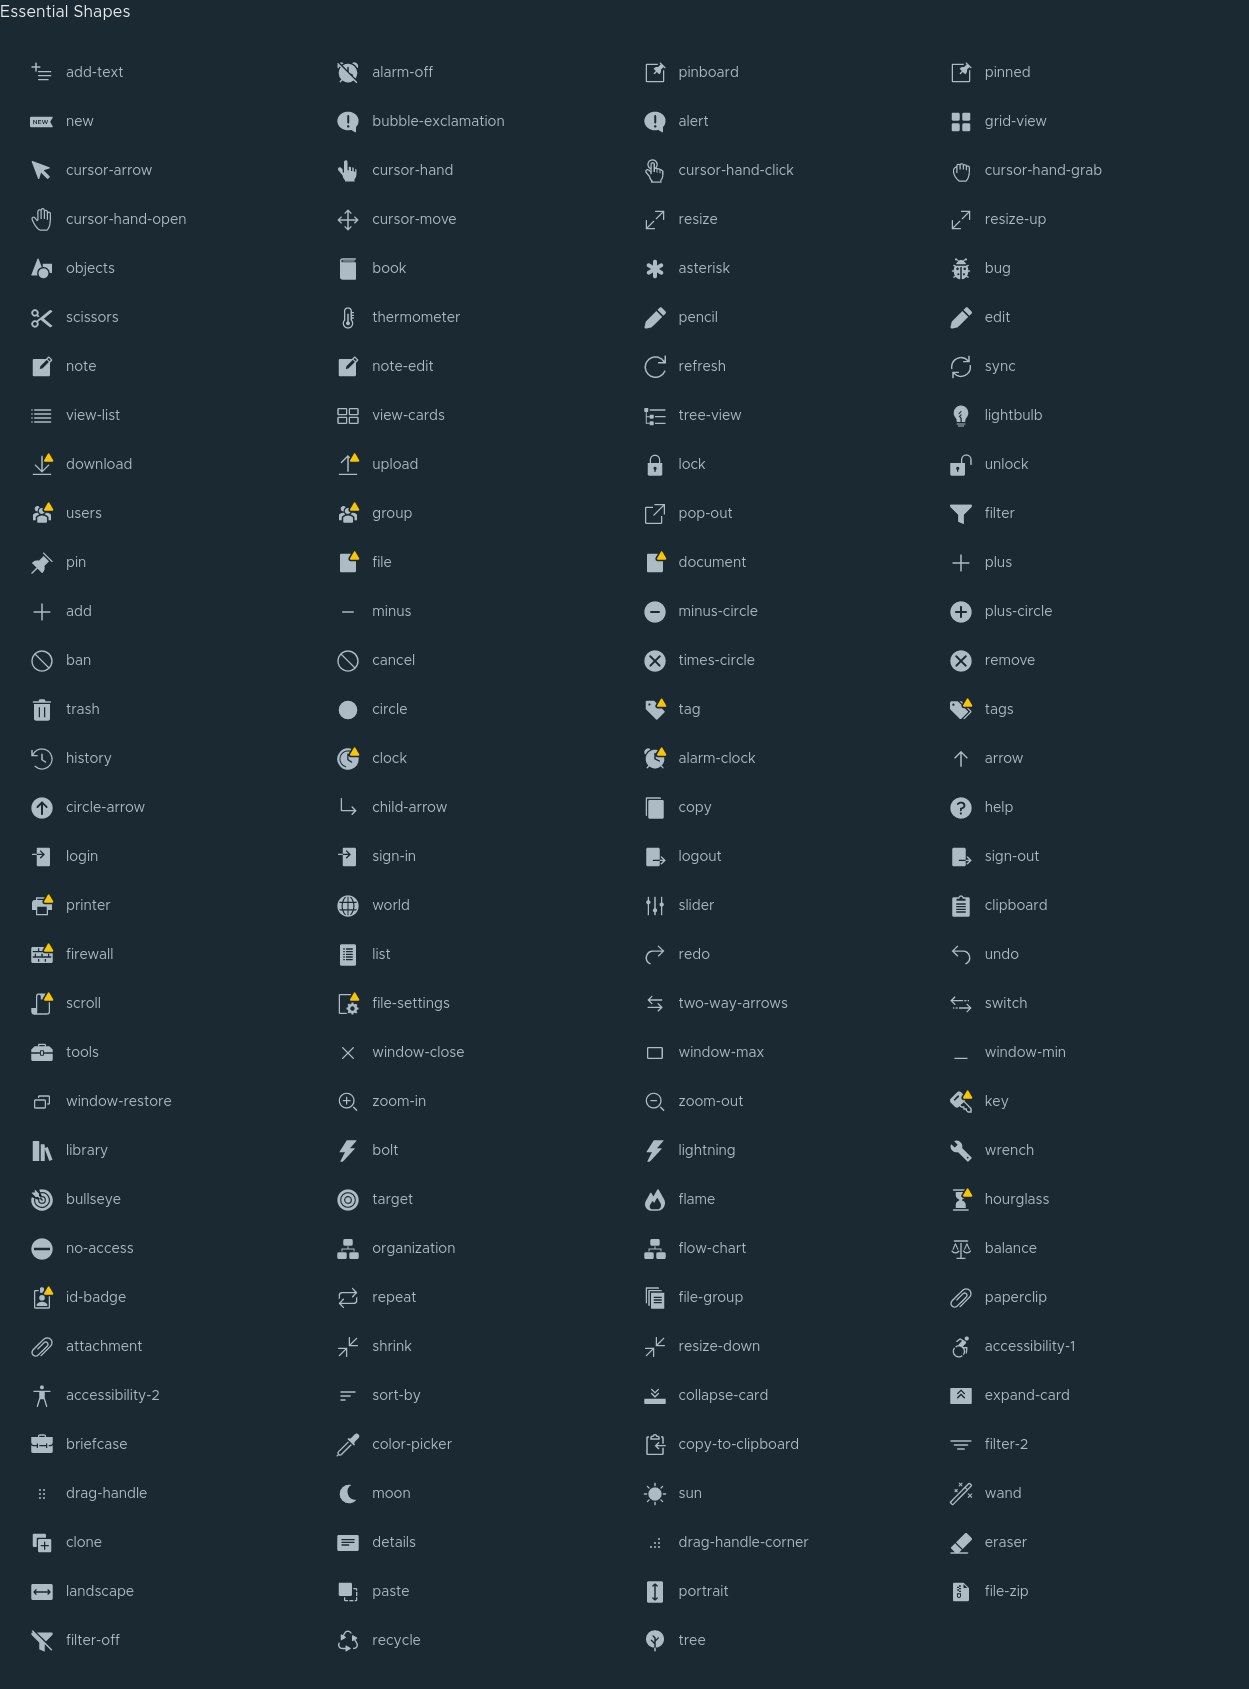 Essential Shapes
add-text alarm-off pinboard pinned
NEW new bubble-exclamation alert grid-view
cursor-arrow cursor-hand cursor-hand-click cursor-hand-grab
cursor-hand-open cursor-move resize resize-up
objects book asterisk bug
scissors thermometer pencil edit
note note-edit refresh sync
view-list view-cards tree-view lightbulb
download upload lock unlock
users group pop-out filter
pin file document plus
add minus minus-circle plus-circle
ban cancel times-circle remove
trash circle tag tags
history clock alarm-clock arrow
circle-arrow child-arrow copy help
login sign-in logout sign-out
printer world slider clipboard
firewall list redo undo
scroll file-settings two-way-arrows switch
tools window-close window-max window-min
window-restore zoom-in zoom-out key
library bolt lightning wrench
bullseye target flame hourglass
no-access organization flow-chart balance
id-badge repeat file-group paperclip
attachment shrink resize-down accessibility-1
accessibility-2 sort-by collapse-card expand-card
briefcase color-picker copy-to-clipboard filter-2
drag-handle moon sun wand
clone details drag-handle-corner eraser
landscape paste portrait file-zip
filter-off recycle tree